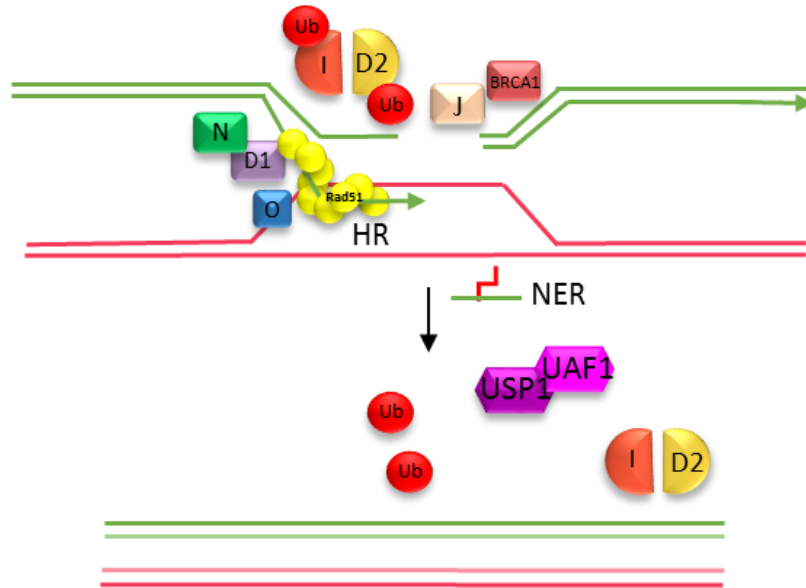 Ub
I D2
Ub
J
BRCA1
N
D1
O
Rad51
HR
NER
USP1
UAF1
Ub
Ub
I D2